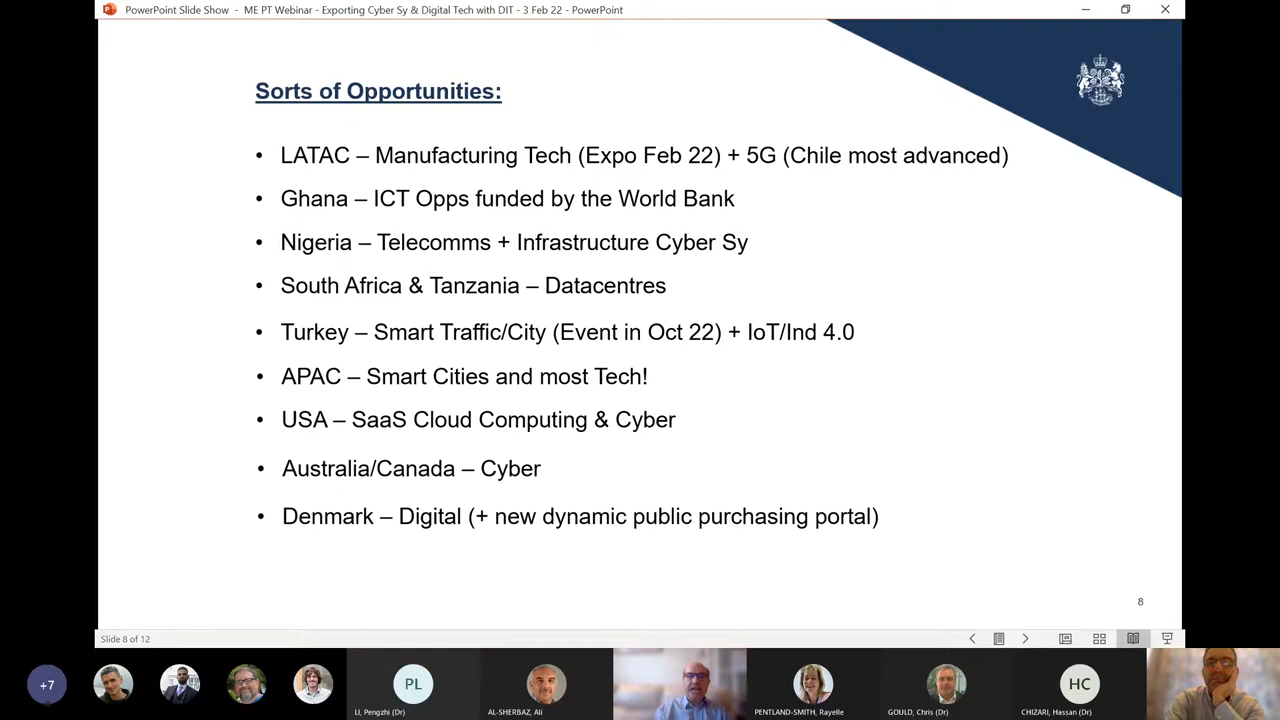 PowerPoint Slide Show - ME PT Webinar - Exporting Cyber Sy & Digital Tech with DIT - 3 Feb 22 - PowerPoint
Sorts of Opportunities:
• LATAC – Manufacturing Tech (Expo Feb 22) + 5G (Chile most advanced)
• Ghana – ICT Opps funded by the World Bank
• Nigeria – Telecomms + Infrastructure Cyber Sy
• South Africa & Tanzania – Datacentres
• Turkey – Smart Traffic/City (Event in Oct 22) + IoT/Ind 4.0
• APAC – Smart Cities and most Tech!
• USA – SaaS Cloud Computing & Cyber
• Australia/Canada – Cyber
• Denmark – Digital (+ new dynamic public purchasing portal)
8
Slide 8 of 12
+7
PL
HC
LI, Pengzhi (Dr)
AL-SHERBAZ, Ali
PENTLAND-SMITH, Rayelle
GOULD, Chris (Dr)
CHIZARI, Hassan (Dr)